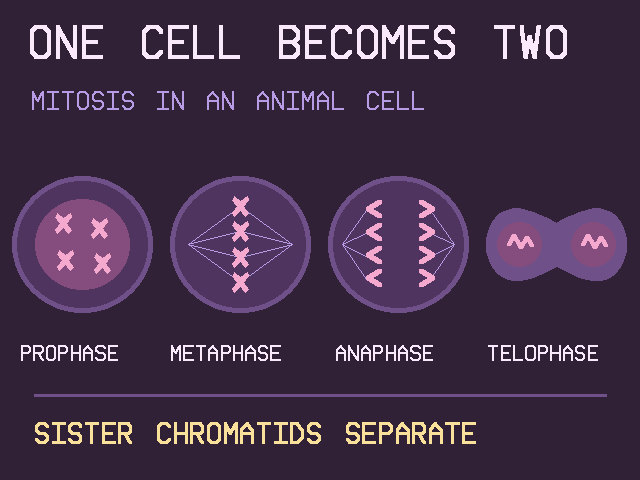 ONE CELL BECOMES TWO
MITOSIS IN AN ANIMAL CELL
PROPHASE METAPHASE ANAPHASE TELOPHASE
SISTER CHROMATIDS SEPARATE